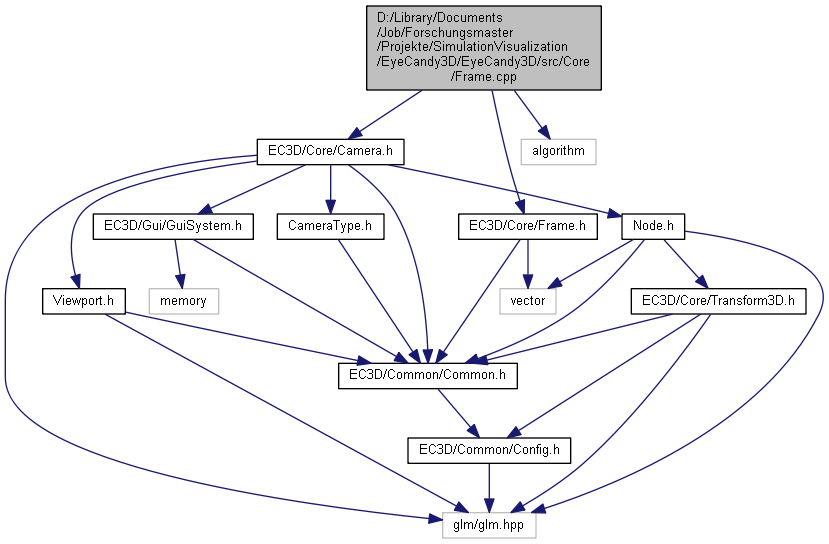 D:/Library/Documents
/Job/Forschungsmaster
/Projekte/SimulationVisualization
/EyeCandy3D/EyeCandy3D/src/Core
/Frame.cpp
EC3D/Core/Camera.h
algorithm
EC3D/Gui/GuiSystem.h
CameraType.h
EC3D/Core/Frame.h
Node.h
Viewport.h
memory
vector
EC3D/Core/Transform3D.h
EC3D/Common/Common.h
EC3D/Common/Config.h
glm/glm.hpp